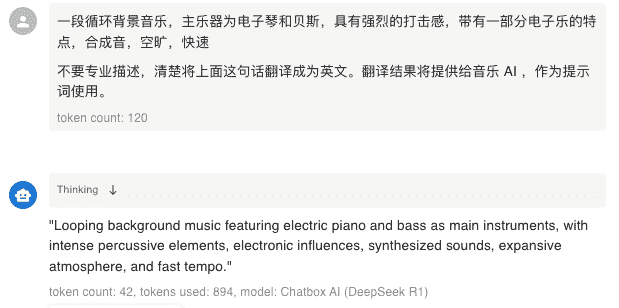 一段循环背景音乐，主乐器为电子琴和贝斯，具有强烈的打击感，带有一部分电子乐的特
点，合成音，空旷，快速
不要专业描述，清楚将上面这句话翻译成为英文。翻译结果将提供给音乐 AI ，作为提示
词使用。
token count: 120
Thinking ↓
"Looping background music featuring electric piano and bass as main instruments, with
intense percussive elements, electronic influences, synthesized sounds, expansive
atmosphere, and fast tempo."
token count: 42, tokens used: 894, model: Chatbox AI (DeepSeek R1)